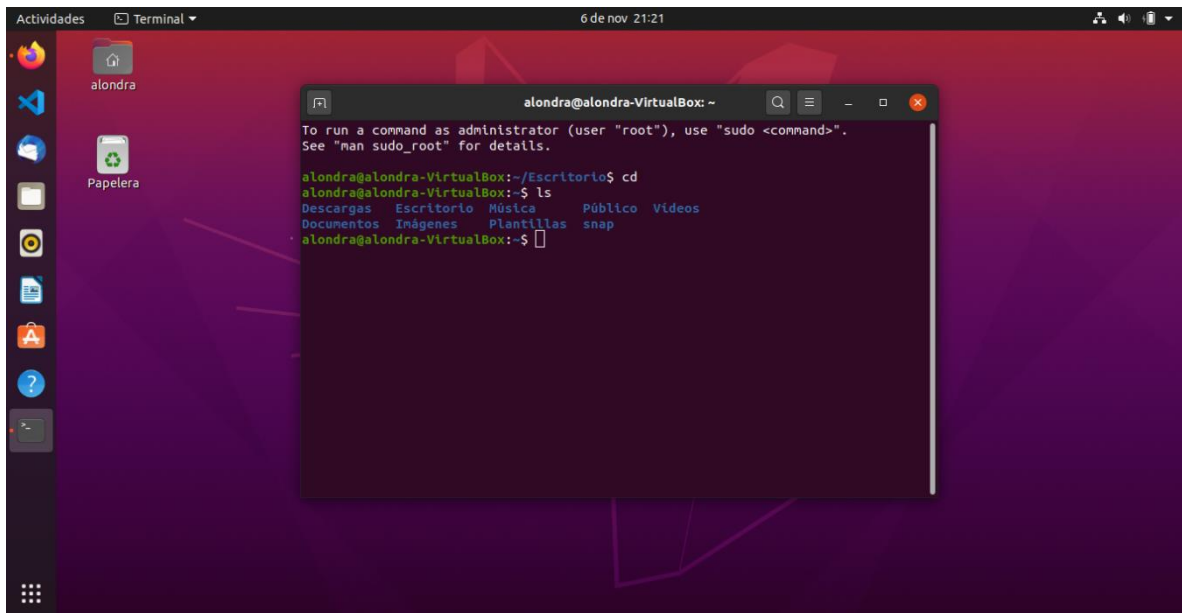 Actividades Terminal 6 de nov 21:21
alondra
Papelera
alondra@alondra-VirtualBox: ~
To run a command as administrator (user "root"), use "sudo <command>".
See "man sudo_root" for details.
alondra@alondra-VirtualBox:~/Escritorio$ cd
alondra@alondra-VirtualBox:~$ ls
Descargas Escritorio Música Público Vídeos
Documentos Imágenes Plantillas snap
alondra@alondra-VirtualBox:~$